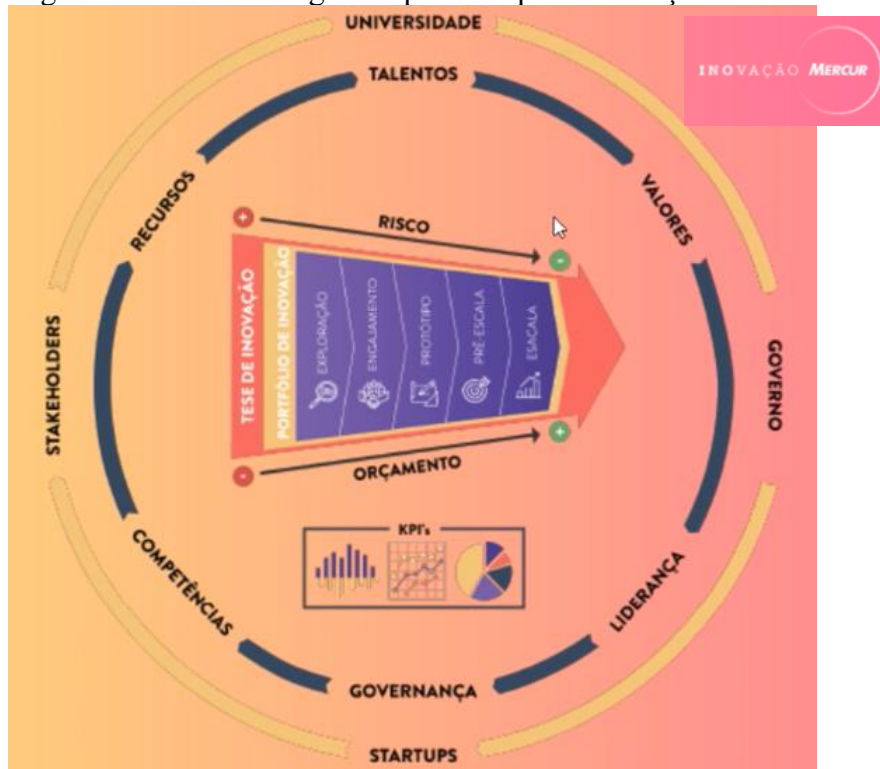 UNIVERSIDADE
INOVAÇÃO MERCUR
TALENTOS
RECURSOS
VALORES
RISCO
+
-
TESE DE INOVAÇÃO
PORTFÓLIO DE INOVAÇÃO
EXPLORAÇÃO
ENGAJAMENTO
PROTÓTIPO
PRÉ-ESCALA
ESACALA
STAKEHOLDERS
GOVERNO
-
+
ORÇAMENTO
KPI's
COMPETÊNCIAS
LIDERANÇA
GOVERNANÇA
STARTUPS